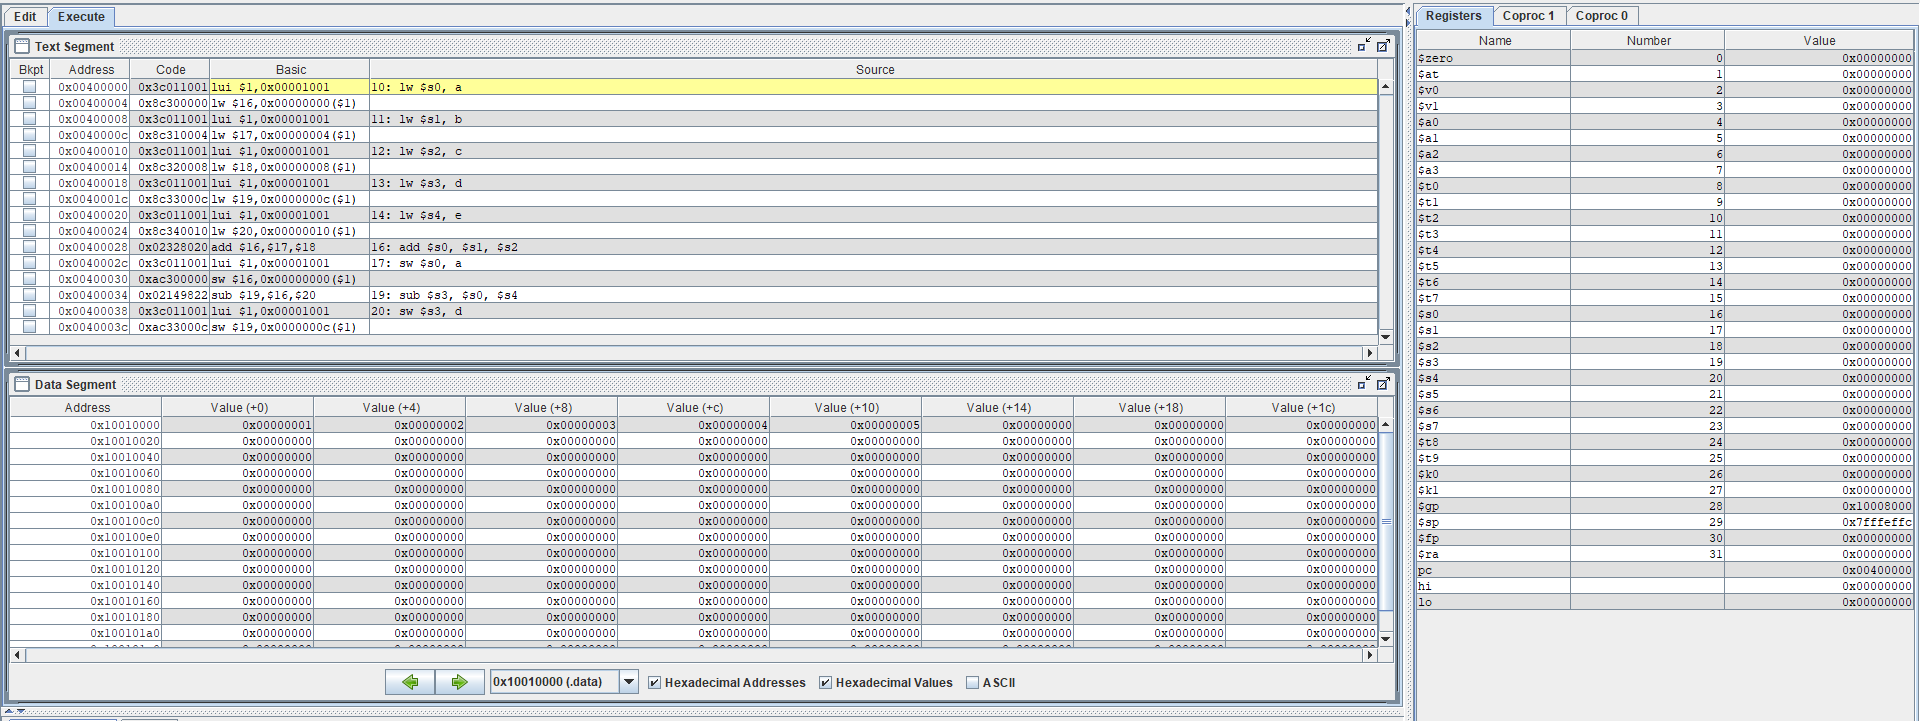 Edit Execute
Text Segment
Bkpt Address Code Basic Source
0x00400000 0x3c011001 lui $1,0x00001001 10: lw $s0, a
0x00400004 0x8c300000 lw $16,0x00000000($1)
0x00400008 0x3c011001 lui $1,0x00001001 11: lw $s1, b
0x0040000c 0x8c310004 lw $17,0x00000004($1)
0x00400010 0x3c011001 lui $1,0x00001001 12: lw $s2, c
0x00400014 0x8c320008 lw $18,0x00000008($1)
0x00400018 0x3c011001 lui $1,0x00001001 13: lw $s3, d
0x0040001c 0x8c33000c lw $19,0x0000000c($1)
0x00400020 0x3c011001 lui $1,0x00001001 14: lw $s4, e
0x00400024 0x8c340010 lw $20,0x00000010($1)
0x00400028 0x02328020 add $16,$17,$18 16: add $s0, $s1, $s2
0x0040002c 0x3c011001 lui $1,0x00001001 17: sw $s0, a
0x00400030 0xac300000 sw $16,0x00000000($1)
0x00400034 0x02149822 sub $19,$16,$20 19: sub $s3, $s0, $s4
0x00400038 0x3c011001 lui $1,0x00001001 20: sw $s3, d
0x0040003c 0xac33000c sw $19,0x0000000c($1)
Data Segment
Address Value (+0) Value (+4) Value (+8) Value (+c) Value (+10) Value (+14) Value (+18) Value (+1c)
0x10010000 0x00000001 0x00000002 0x00000003 0x00000004 0x00000005 0x00000000 0x00000000 0x00000000
0x10010020 0x00000000 0x00000000 0x00000000 0x00000000 0x00000000 0x00000000 0x00000000 0x00000000
0x10010040 0x00000000 0x00000000 0x00000000 0x00000000 0x00000000 0x00000000 0x00000000 0x00000000
0x10010060 0x00000000 0x00000000 0x00000000 0x00000000 0x00000000 0x00000000 0x00000000 0x00000000
0x10010080 0x00000000 0x00000000 0x00000000 0x00000000 0x00000000 0x00000000 0x00000000 0x00000000
0x100100a0 0x00000000 0x00000000 0x00000000 0x00000000 0x00000000 0x00000000 0x00000000 0x00000000
0x100100c0 0x00000000 0x00000000 0x00000000 0x00000000 0x00000000 0x00000000 0x00000000 0x00000000
0x100100e0 0x00000000 0x00000000 0x00000000 0x00000000 0x00000000 0x00000000 0x00000000 0x00000000
0x10010100 0x00000000 0x00000000 0x00000000 0x00000000 0x00000000 0x00000000 0x00000000 0x00000000
0x10010120 0x00000000 0x00000000 0x00000000 0x00000000 0x00000000 0x00000000 0x00000000 0x00000000
0x10010140 0x00000000 0x00000000 0x00000000 0x00000000 0x00000000 0x00000000 0x00000000 0x00000000
0x10010160 0x00000000 0x00000000 0x00000000 0x00000000 0x00000000 0x00000000 0x00000000 0x00000000
0x10010180 0x00000000 0x00000000 0x00000000 0x00000000 0x00000000 0x00000000 0x00000000 0x00000000
0x100101a0 0x00000000 0x00000000 0x00000000 0x00000000 0x00000000 0x00000000 0x00000000 0x00000000
0x10010000 (.data) Hexadecimal Addresses Hexadecimal Values ASCII
Registers Coproc 1 Coproc 0
Name Number Value
$zero 0 0x00000000
$at 1 0x00000000
$v0 2 0x00000000
$v1 3 0x00000000
$a0 4 0x00000000
$a1 5 0x00000000
$a2 6 0x00000000
$a3 7 0x00000000
$t0 8 0x00000000
$t1 9 0x00000000
$t2 10 0x00000000
$t3 11 0x00000000
$t4 12 0x00000000
$t5 13 0x00000000
$t6 14 0x00000000
$t7 15 0x00000000
$s0 16 0x00000000
$s1 17 0x00000000
$s2 18 0x00000000
$s3 19 0x00000000
$s4 20 0x00000000
$s5 21 0x00000000
$s6 22 0x00000000
$s7 23 0x00000000
$t8 24 0x00000000
$t9 25 0x00000000
$k0 26 0x00000000
$k1 27 0x00000000
$gp 28 0x10008000
$sp 29 0x7fffeffc
$fp 30 0x00000000
$ra 31 0x00000000
pc 0x00400000
hi 0x00000000
lo 0x00000000